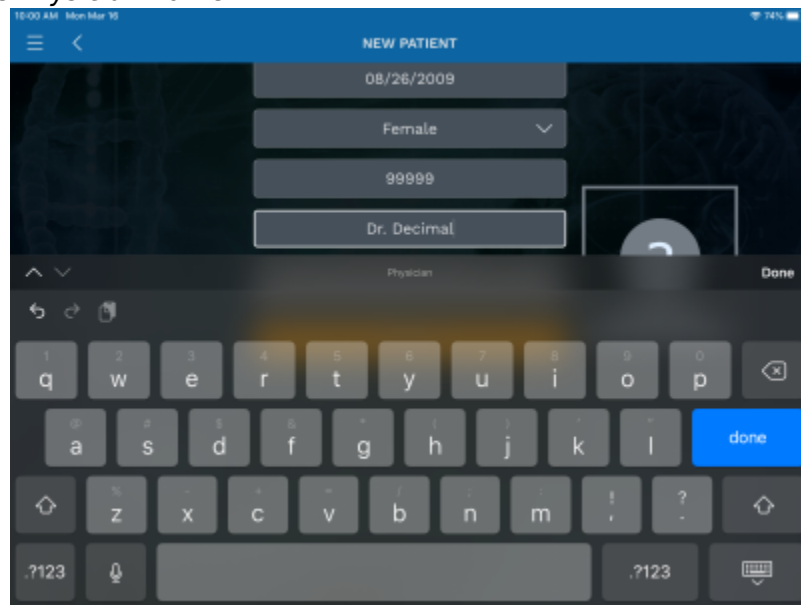 10:00 AM Mon Mar 16 74%
NEW PATIENT
08/26/2009
Female
99999
Dr. Decimal
Physician Done
1 2 3 4 5 6 7 8 9 0
q w e r t y u i o p
@ # $ & * ( ) ' "
a s d f g h j k l done
% - + = / ; : ! ?
z x c v b n m , .
.?123 .?123